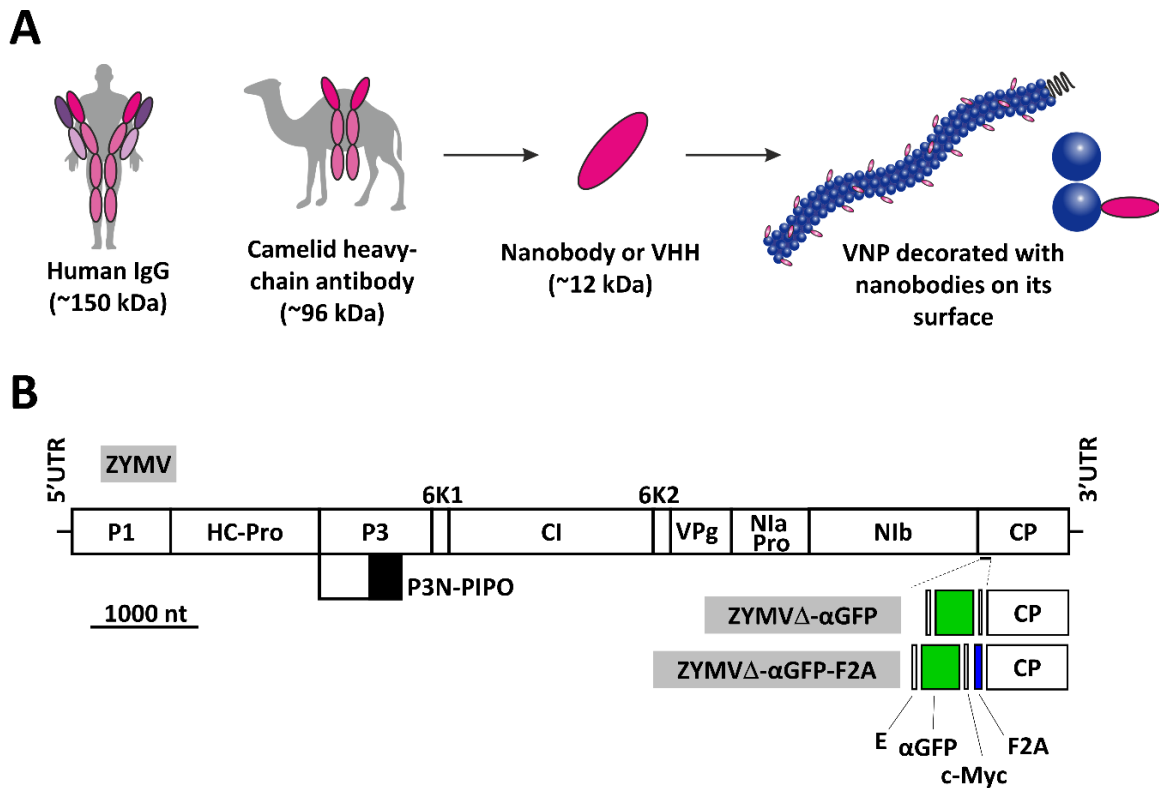 A
Human IgG
(~150 kDa)
Camelid heavy-
chain antibody
(~96 kDa)
Nanobody or VHH
(~12 kDa)
VNP decorated with
nanobodies on its
surface
B
5’UTR
ZYMV
3’UTR
6K1
6K2
P1
HC-Pro
P3
CI
VPg
NIa
Pro
NIb
CP
P3N-PIPO
1000 nt
ZYMVΔ-αGFP
CP
ZYMVΔ-αGFP-F2A
CP
E
αGFP
c-Myc
F2A